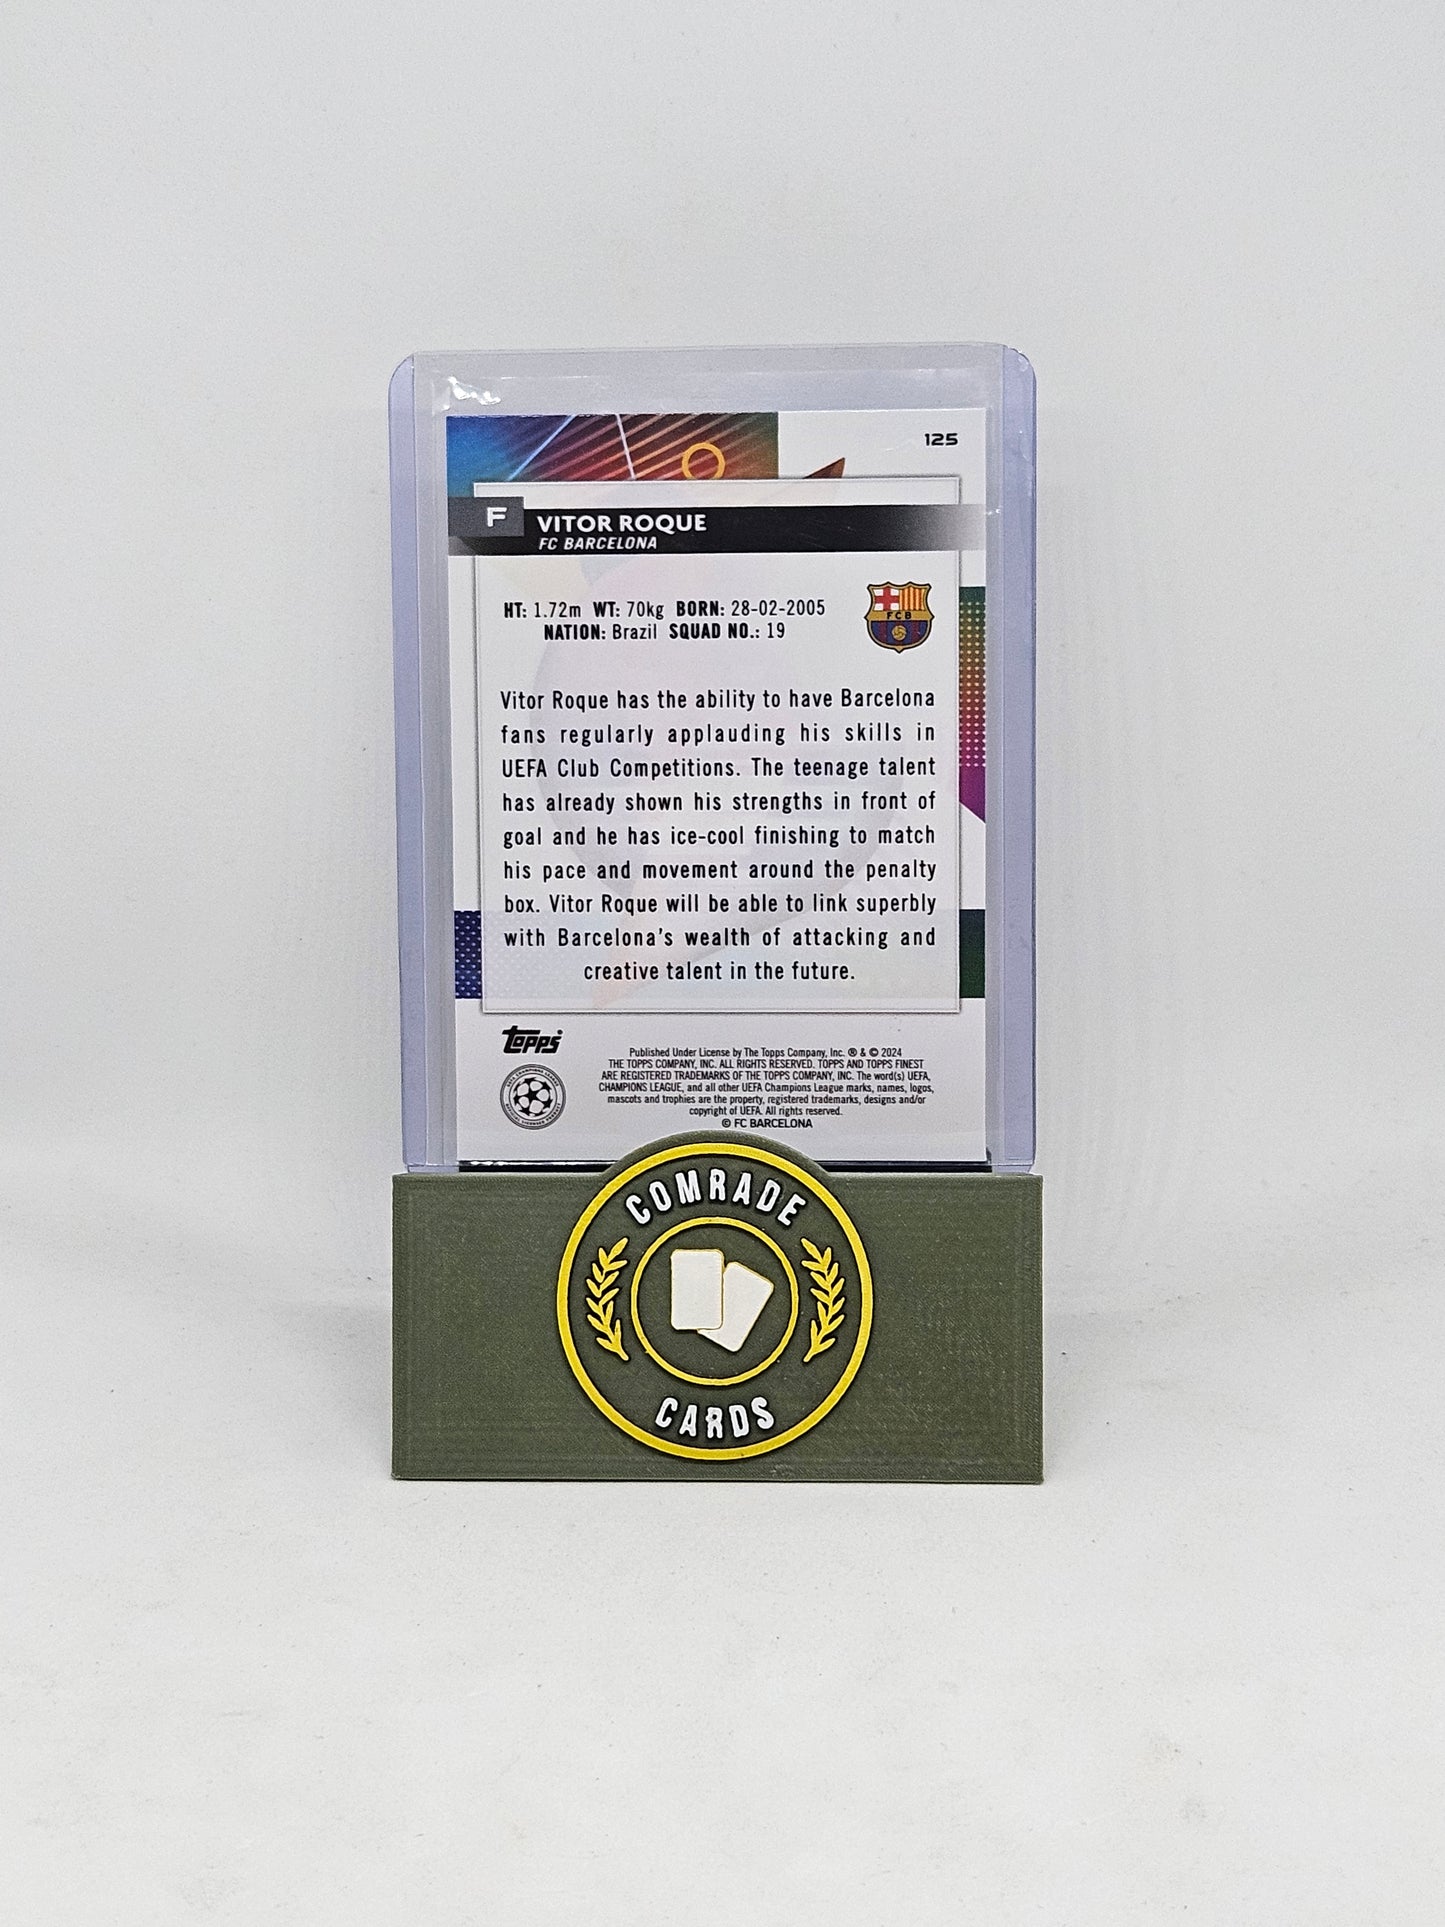 125
F
VITOR ROQUE
FC BARCELONA
HT: 1.72m WT: 70kg BORN: 28-02-2005
NATION: Brazil SQUAD NO.: 19
FCB
Vitor Roque has the ability to have Barcelona
fans regularly applauding his skills in
UEFA Club Competitions. The teenage talent
has already shown his strengths in front of
goal and he has ice-cool finishing to match
his pace and movement around the penalty
box. Vitor Roque will be able to link superbly
with Barcelona's wealth of attacking and
creative talent in the future.
Topps
Published Under License by The Topps Company, Inc. ® & © 2024
THE TOPPS COMPANY, INC. ALL RIGHTS RESERVED. TOPPS AND TOPPS FINEST
ARE REGISTERED TRADEMARKS OF THE TOPPS COMPANY, INC. The word(s) UEFA,
CHAMPIONS LEAGUE, and all other UEFA Champions League marks, names, logos,
mascots and trophies are the property, registered trademarks, designs and/or
copyright of UEFA. All rights reserved.
© FC BARCELONA
COMRADE
CARDS